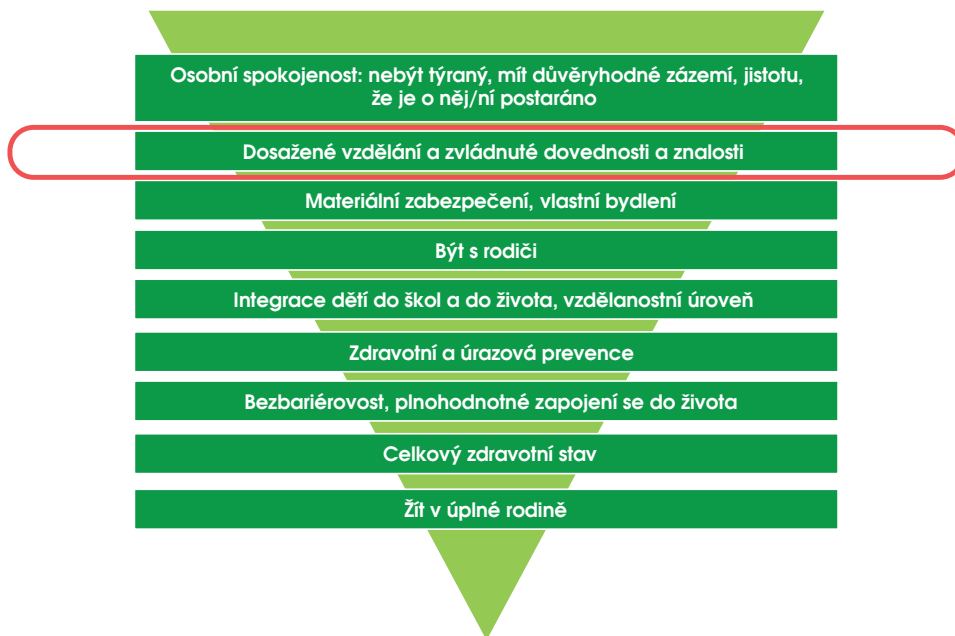 Osobní spokojenost: nebýt týraný, mít důvěryhodné zázemí, jistotu,
že je o něj/ní postaráno
Dosažené vzdělání a zvládnuté dovednosti a znalosti
Materiální zabezpečení, vlastní bydlení
Být s rodiči
Integrace dětí do škol a do života, vzdělanostní úroveň
Zdravotní a úrazová prevence
Bezbariérovost, plnohodnotné zapojení se do života
Celkový zdravotní stav
Žít v úplné rodině